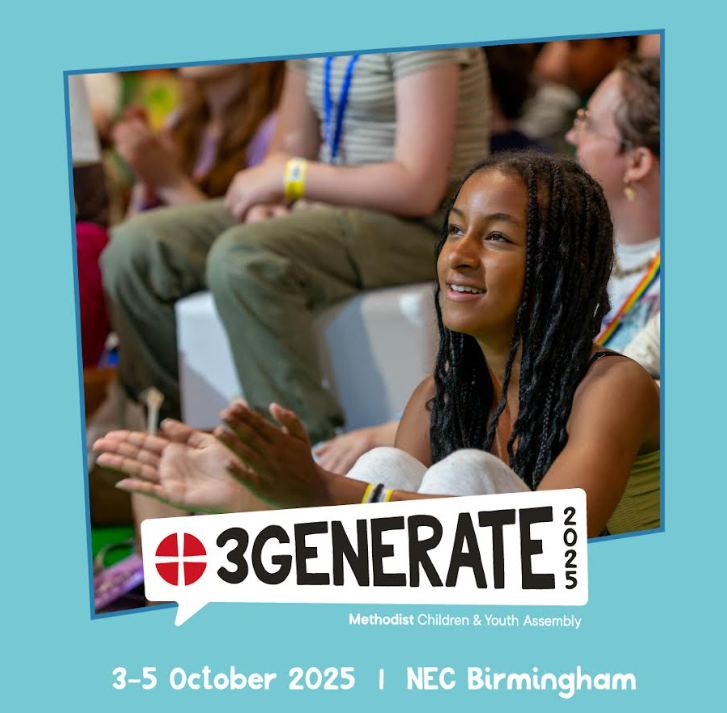 3GENERATE 2025
Methodist Children & Youth Assembly
3-5 October 2025 | NEC Birmingham